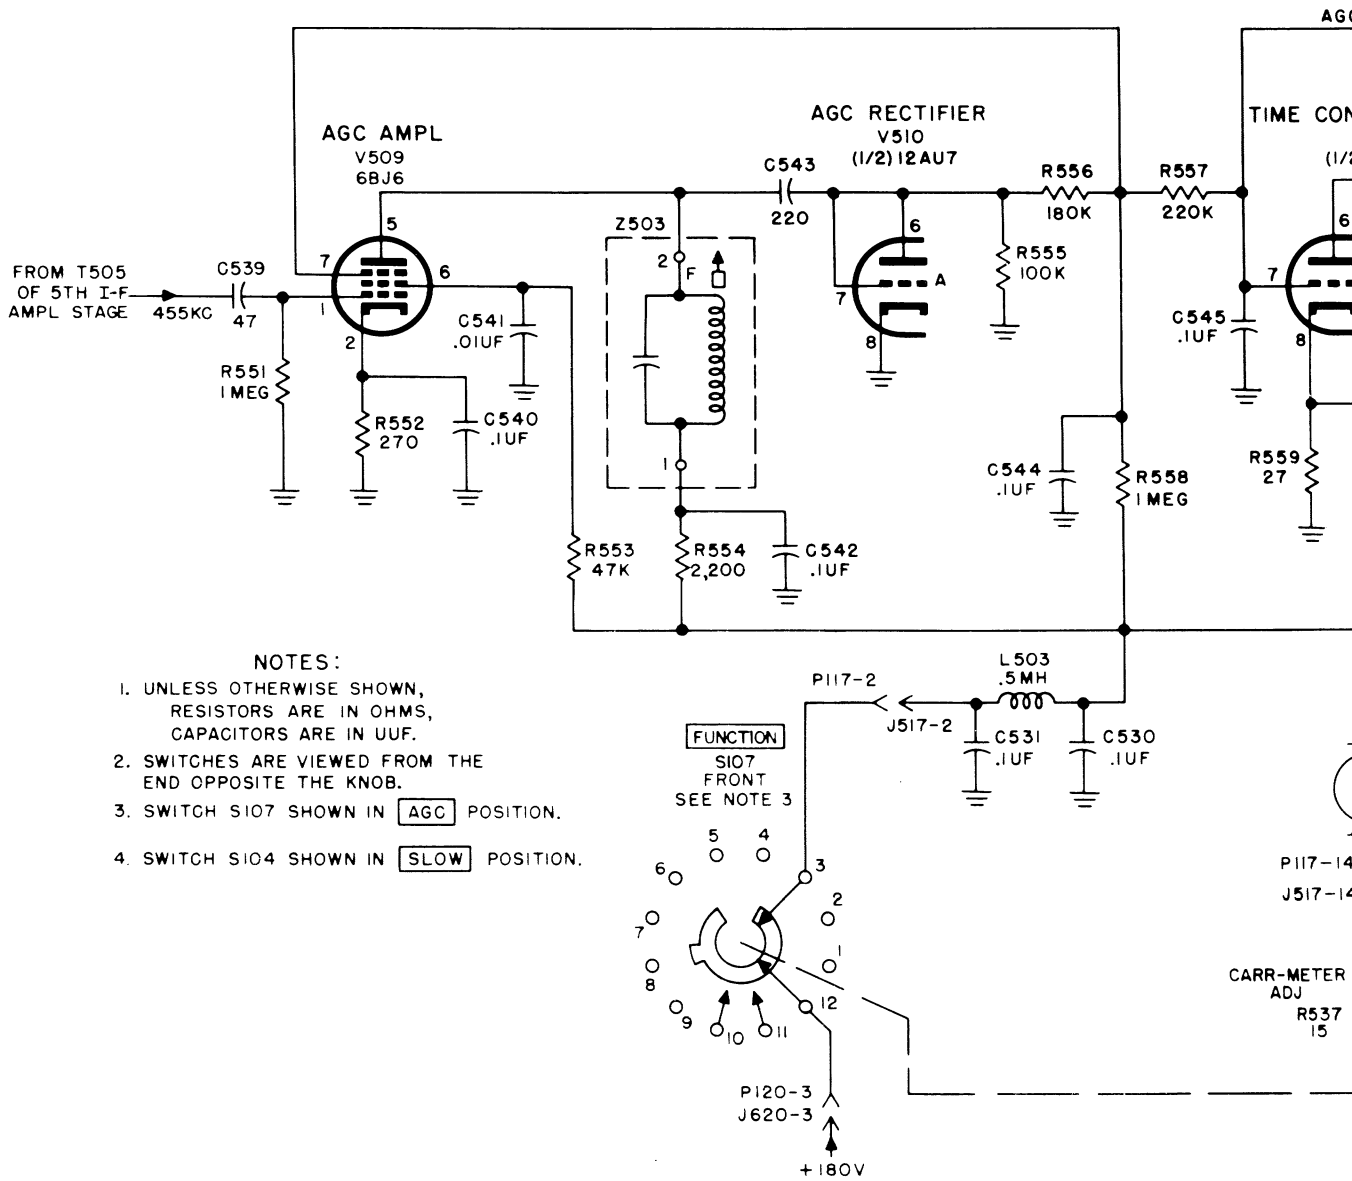 AGC
AGC AMPL
V509
6BJ6
AGC RECTIFIER
V510
(1/2) 12AU7
TIME CON
(1/2
C543
220
R556
180K
R557
220K
Z503
5
7
6
1
2
FROM T505
OF 5TH I-F
AMPL STAGE
455KC
C539
47
C541
.01UF
2
F
6
A
7
8
R555
100K
6
7
8
C545
.1UF
R551
1MEG
R552
270
C540
.1UF
1
C544
.1UF
R558
1MEG
R559
27
R553
47K
R554
2,200
C542
.1UF
NOTES:
1. UNLESS OTHERWISE SHOWN,
RESISTORS ARE IN OHMS,
CAPACITORS ARE IN UUF.
2. SWITCHES ARE VIEWED FROM THE
END OPPOSITE THE KNOB.
3. SWITCH S107 SHOWN IN AGC POSITION.
4. SWITCH S104 SHOWN IN SLOW POSITION.
P117-2
J517-2
L503
.5MH
C531
.1UF
C530
.1UF
FUNCTION
S107
FRONT
SEE NOTE 3
5
4
3
6
2
7
1
8
12
9
10
11
P117-14
J517-14
CARR-METER
ADJ
R537
15
P120-3
J620-3
+180V